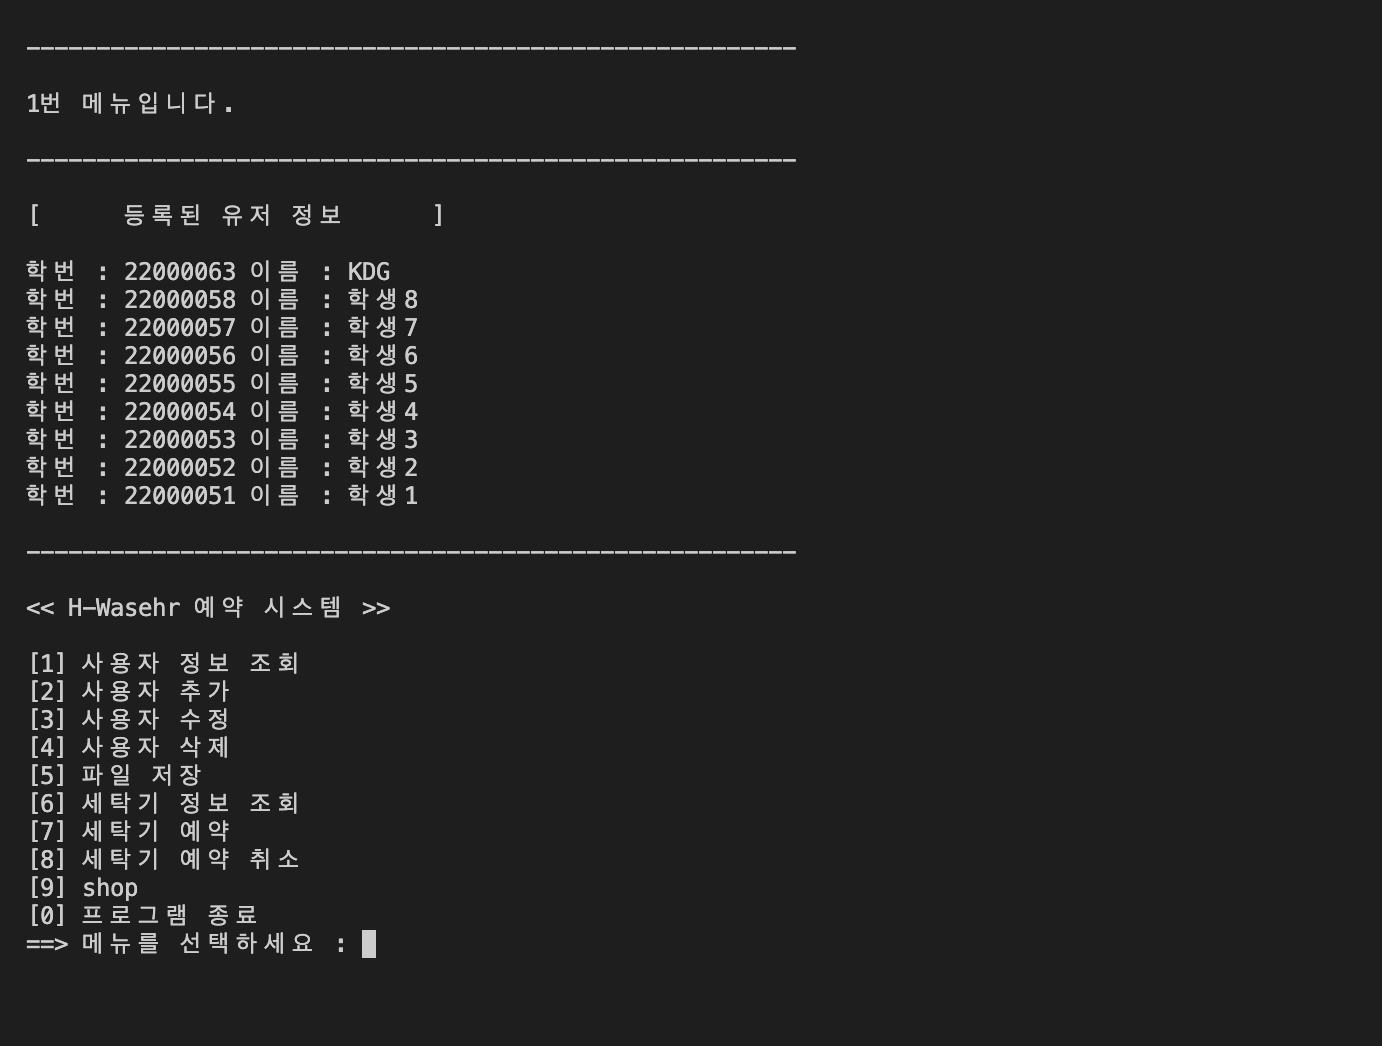 -------------------------------------------------------
1번 메뉴입니다.
-------------------------------------------------------
[      등록된 유저 정보      ]
학번 : 22000063 이름 : KDG
학번 : 22000058 이름 : 학생8
학번 : 22000057 이름 : 학생7
학번 : 22000056 이름 : 학생6
학번 : 22000055 이름 : 학생5
학번 : 22000054 이름 : 학생4
학번 : 22000053 이름 : 학생3
학번 : 22000052 이름 : 학생2
학번 : 22000051 이름 : 학생1
-------------------------------------------------------
<< H-Wasehr 예약 시스템 >>
[1] 사용자 정보 조회
[2] 사용자 추가
[3] 사용자 수정
[4] 사용자 삭제
[5] 파일 저장
[6] 세탁기 정보 조회
[7] 세탁기 예약
[8] 세탁기 예약 취소
[9] shop
[0] 프로그램 종료
==> 메뉴를 선택하세요 :